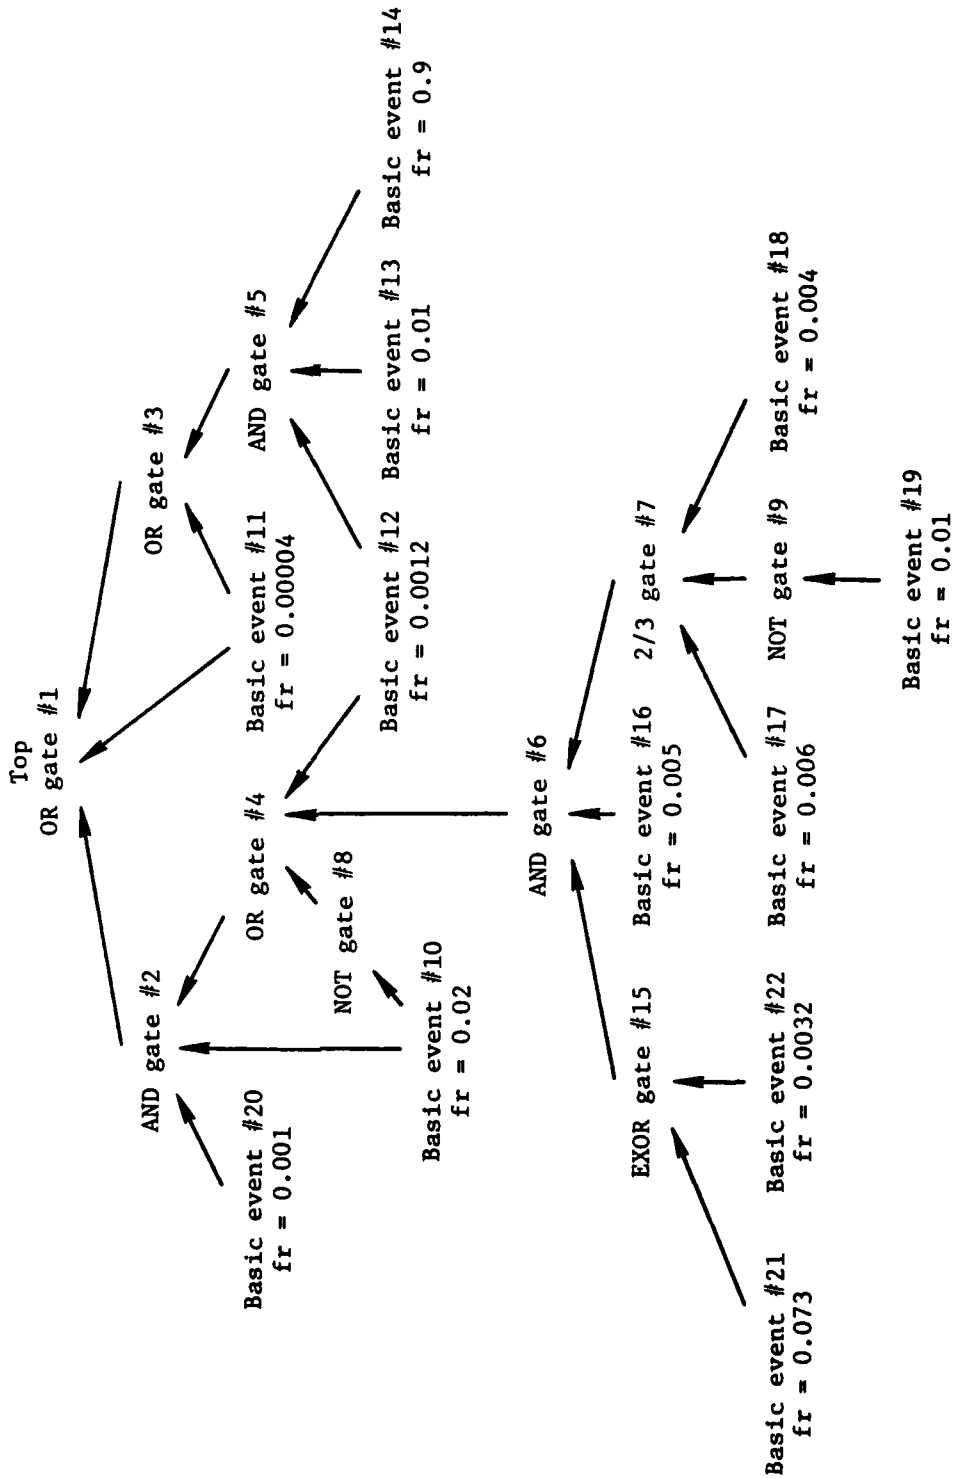 Top
OR gate #1
AND gate #2
OR gate #3
Basic event #20
fr = 0.001
OR gate #4
Basic event #11
fr = 0.00004
AND gate #5
NOT gate #8
Basic event #10
fr = 0.02
Basic event #12
fr = 0.0012
Basic event #13
fr = 0.01
Basic event #14
fr = 0.9
AND gate #6
EXOR gate #15
Basic event #16
fr = 0.005
2/3 gate #7
Basic event #21
fr = 0.073
Basic event #22
fr = 0.0032
Basic event #17
fr = 0.006
NOT gate #9
Basic event #18
fr = 0.004
Basic event #19
fr = 0.01